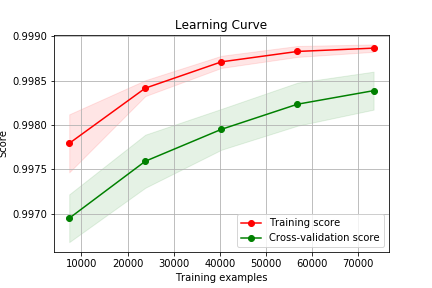 Learning Curve
0.9990
0.9985
0.9980
0.9975
0.9970
Score
10000 20000 30000 40000 50000 60000 70000
Training examples
Training score
Cross-validation score